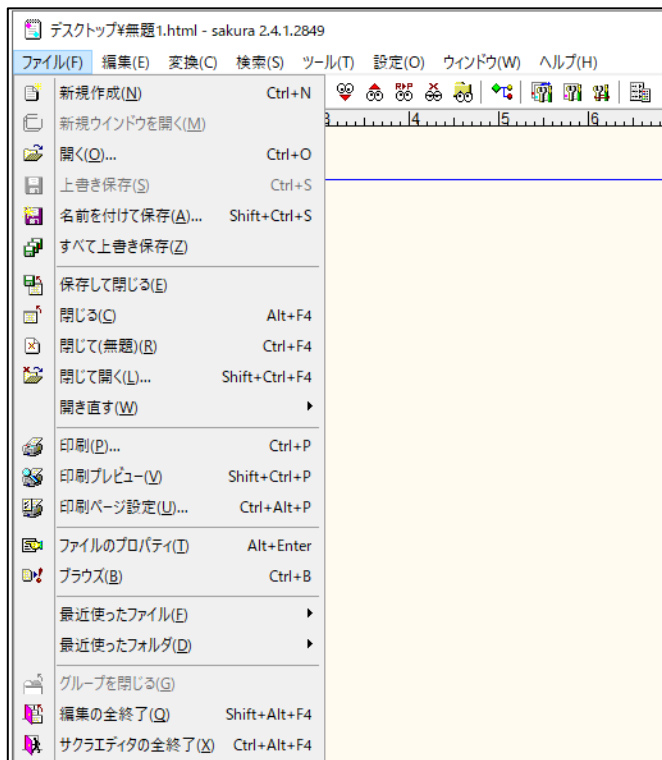 デスクトップ¥無題1.html - sakura 2.4.1.2849
ファイル(F) 編集(E) 変換(C) 検索(S) ツール(T) 設定(O) ウィンドウ(W) ヘルプ(H)
新規作成(N) Ctrl+N
新規ウインドウを開く(M)
開く(O)... Ctrl+O
上書き保存(S) Ctrl+S
名前を付けて保存(A)... Shift+Ctrl+S
すべて上書き保存(Z)
保存して閉じる(E)
閉じる(C) Alt+F4
閉じて(無題)(R) Ctrl+F4
閉じて開く(L)... Shift+Ctrl+F4
開き直す(W)
印刷(P)... Ctrl+P
印刷プレビュー(V) Shift+Ctrl+P
印刷ページ設定(U)... Ctrl+Alt+P
ファイルのプロパティ(T) Alt+Enter
ブラウズ(B) Ctrl+B
最近使ったファイル(F)
最近使ったフォルダ(D)
グループを閉じる(G)
編集の全終了(Q) Shift+Alt+F4
サクラエディタの全終了(X) Ctrl+Alt+F4
3 4 5 6